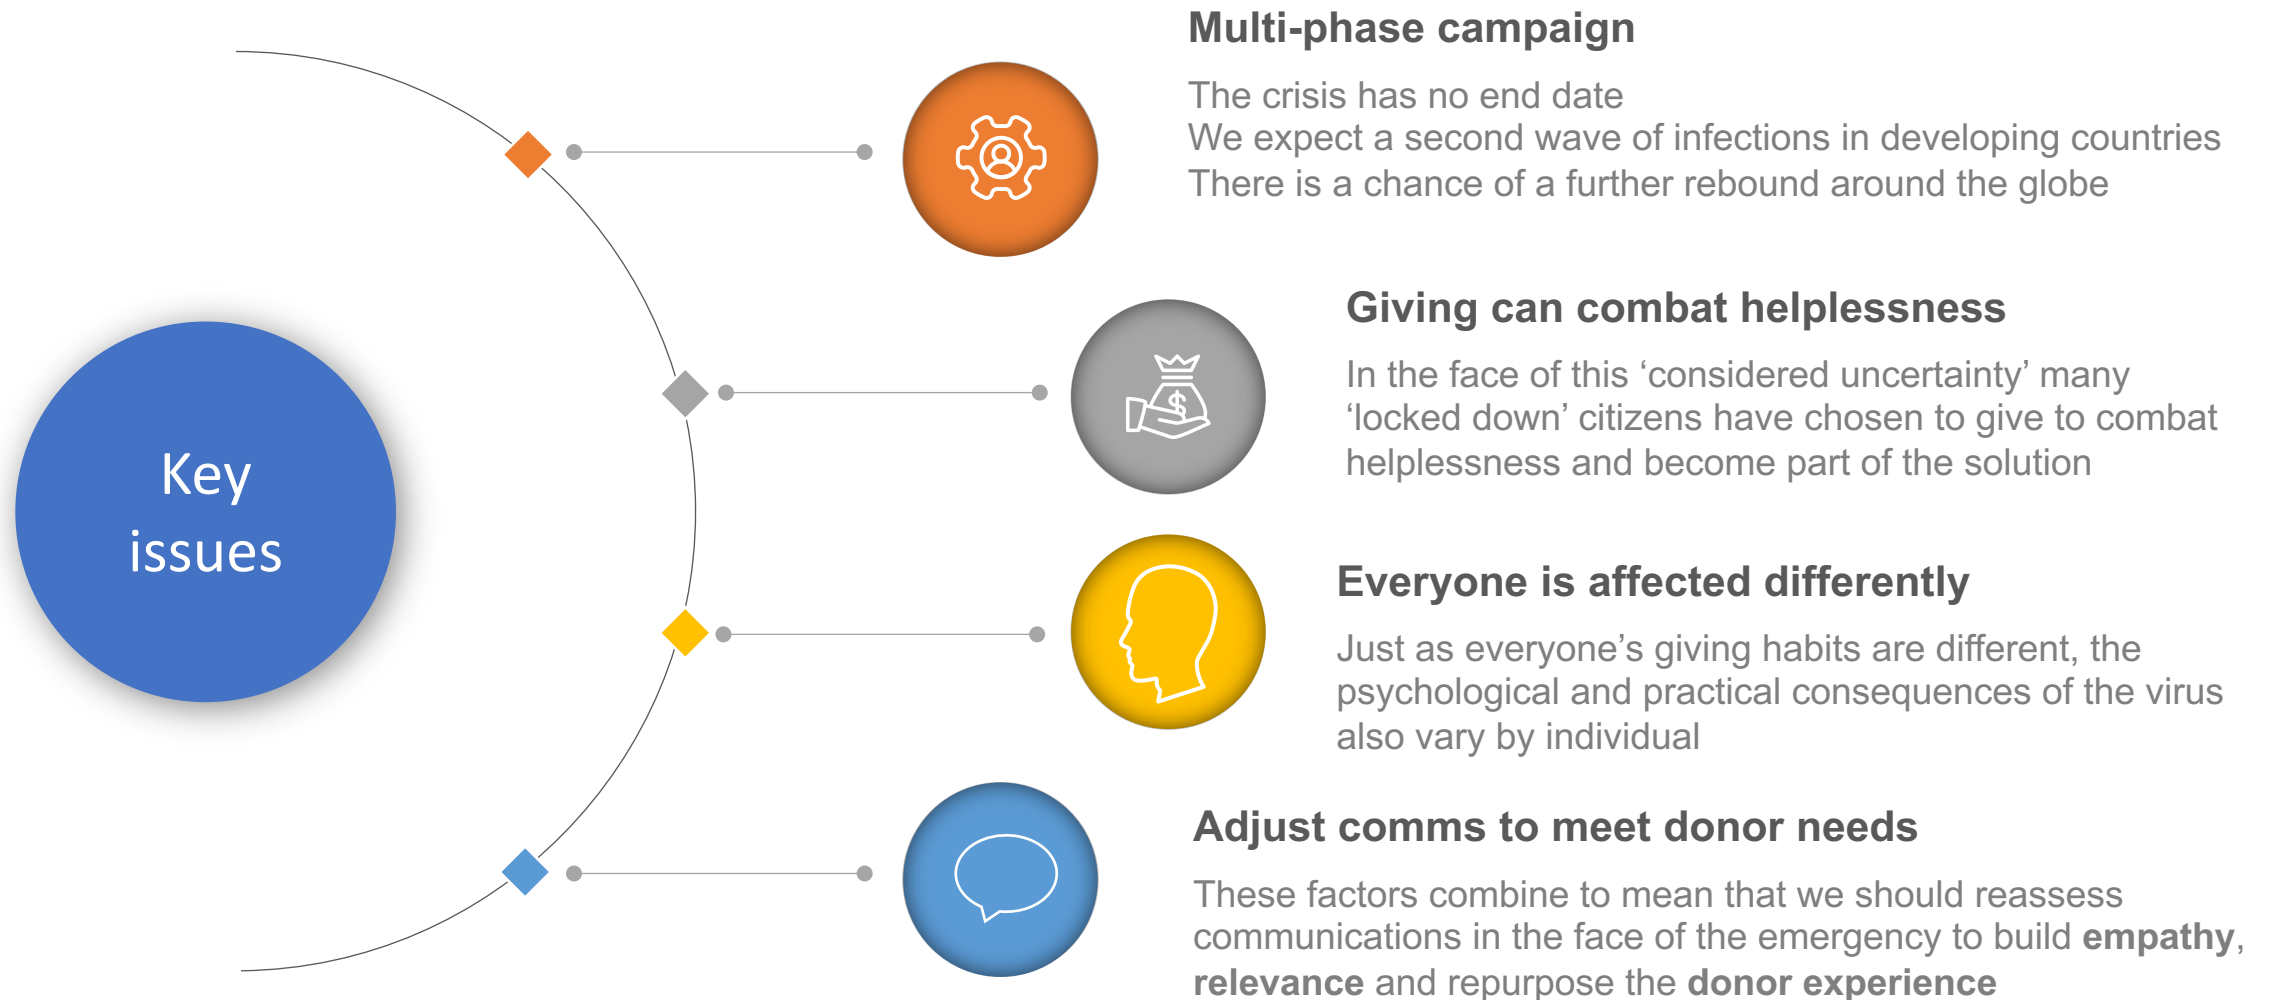 Key
issues
Multi-phase campaign
The crisis has no end date
We expect a second wave of infections in developing countries
There is a chance of a further rebound around the globe
Giving can combat helplessness
In the face of this ‘considered uncertainty’ many
‘locked down’ citizens have chosen to give to combat
helplessness and become part of the solution
Everyone is affected differently
Just as everyone’s giving habits are different, the
psychological and practical consequences of the virus
also vary by individual
Adjust comms to meet donor needs
These factors combine to mean that we should reassess
communications in the face of the emergency to build empathy,
relevance and repurpose the donor experience